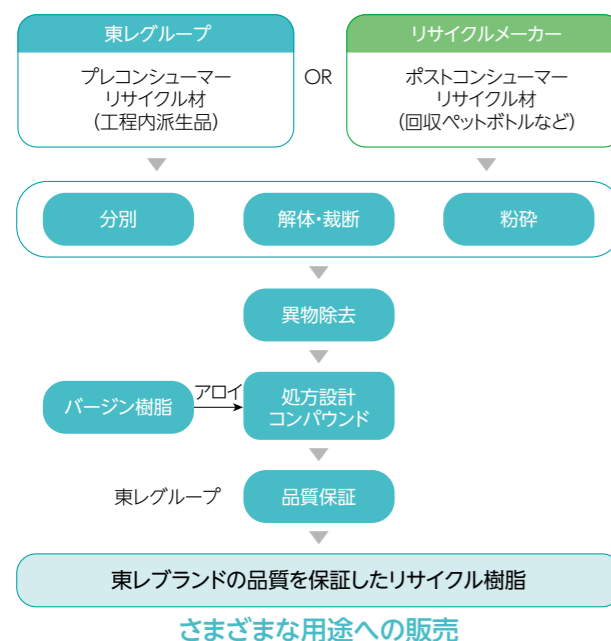 東レグループ
プレコンシューマー
リサイクル材
(工程内派生品)
OR
リサイクルメーカー
ポストコンシューマー
リサイクル材
(回収ペットボトルなど)
分別
解体・裁断
粉砕
異物除去
バージン樹脂
アロイ
処方設計
コンパウンド
東レグループ
品質保証
東レブランドの品質を保証したリサイクル樹脂
さまざまな用途への販売